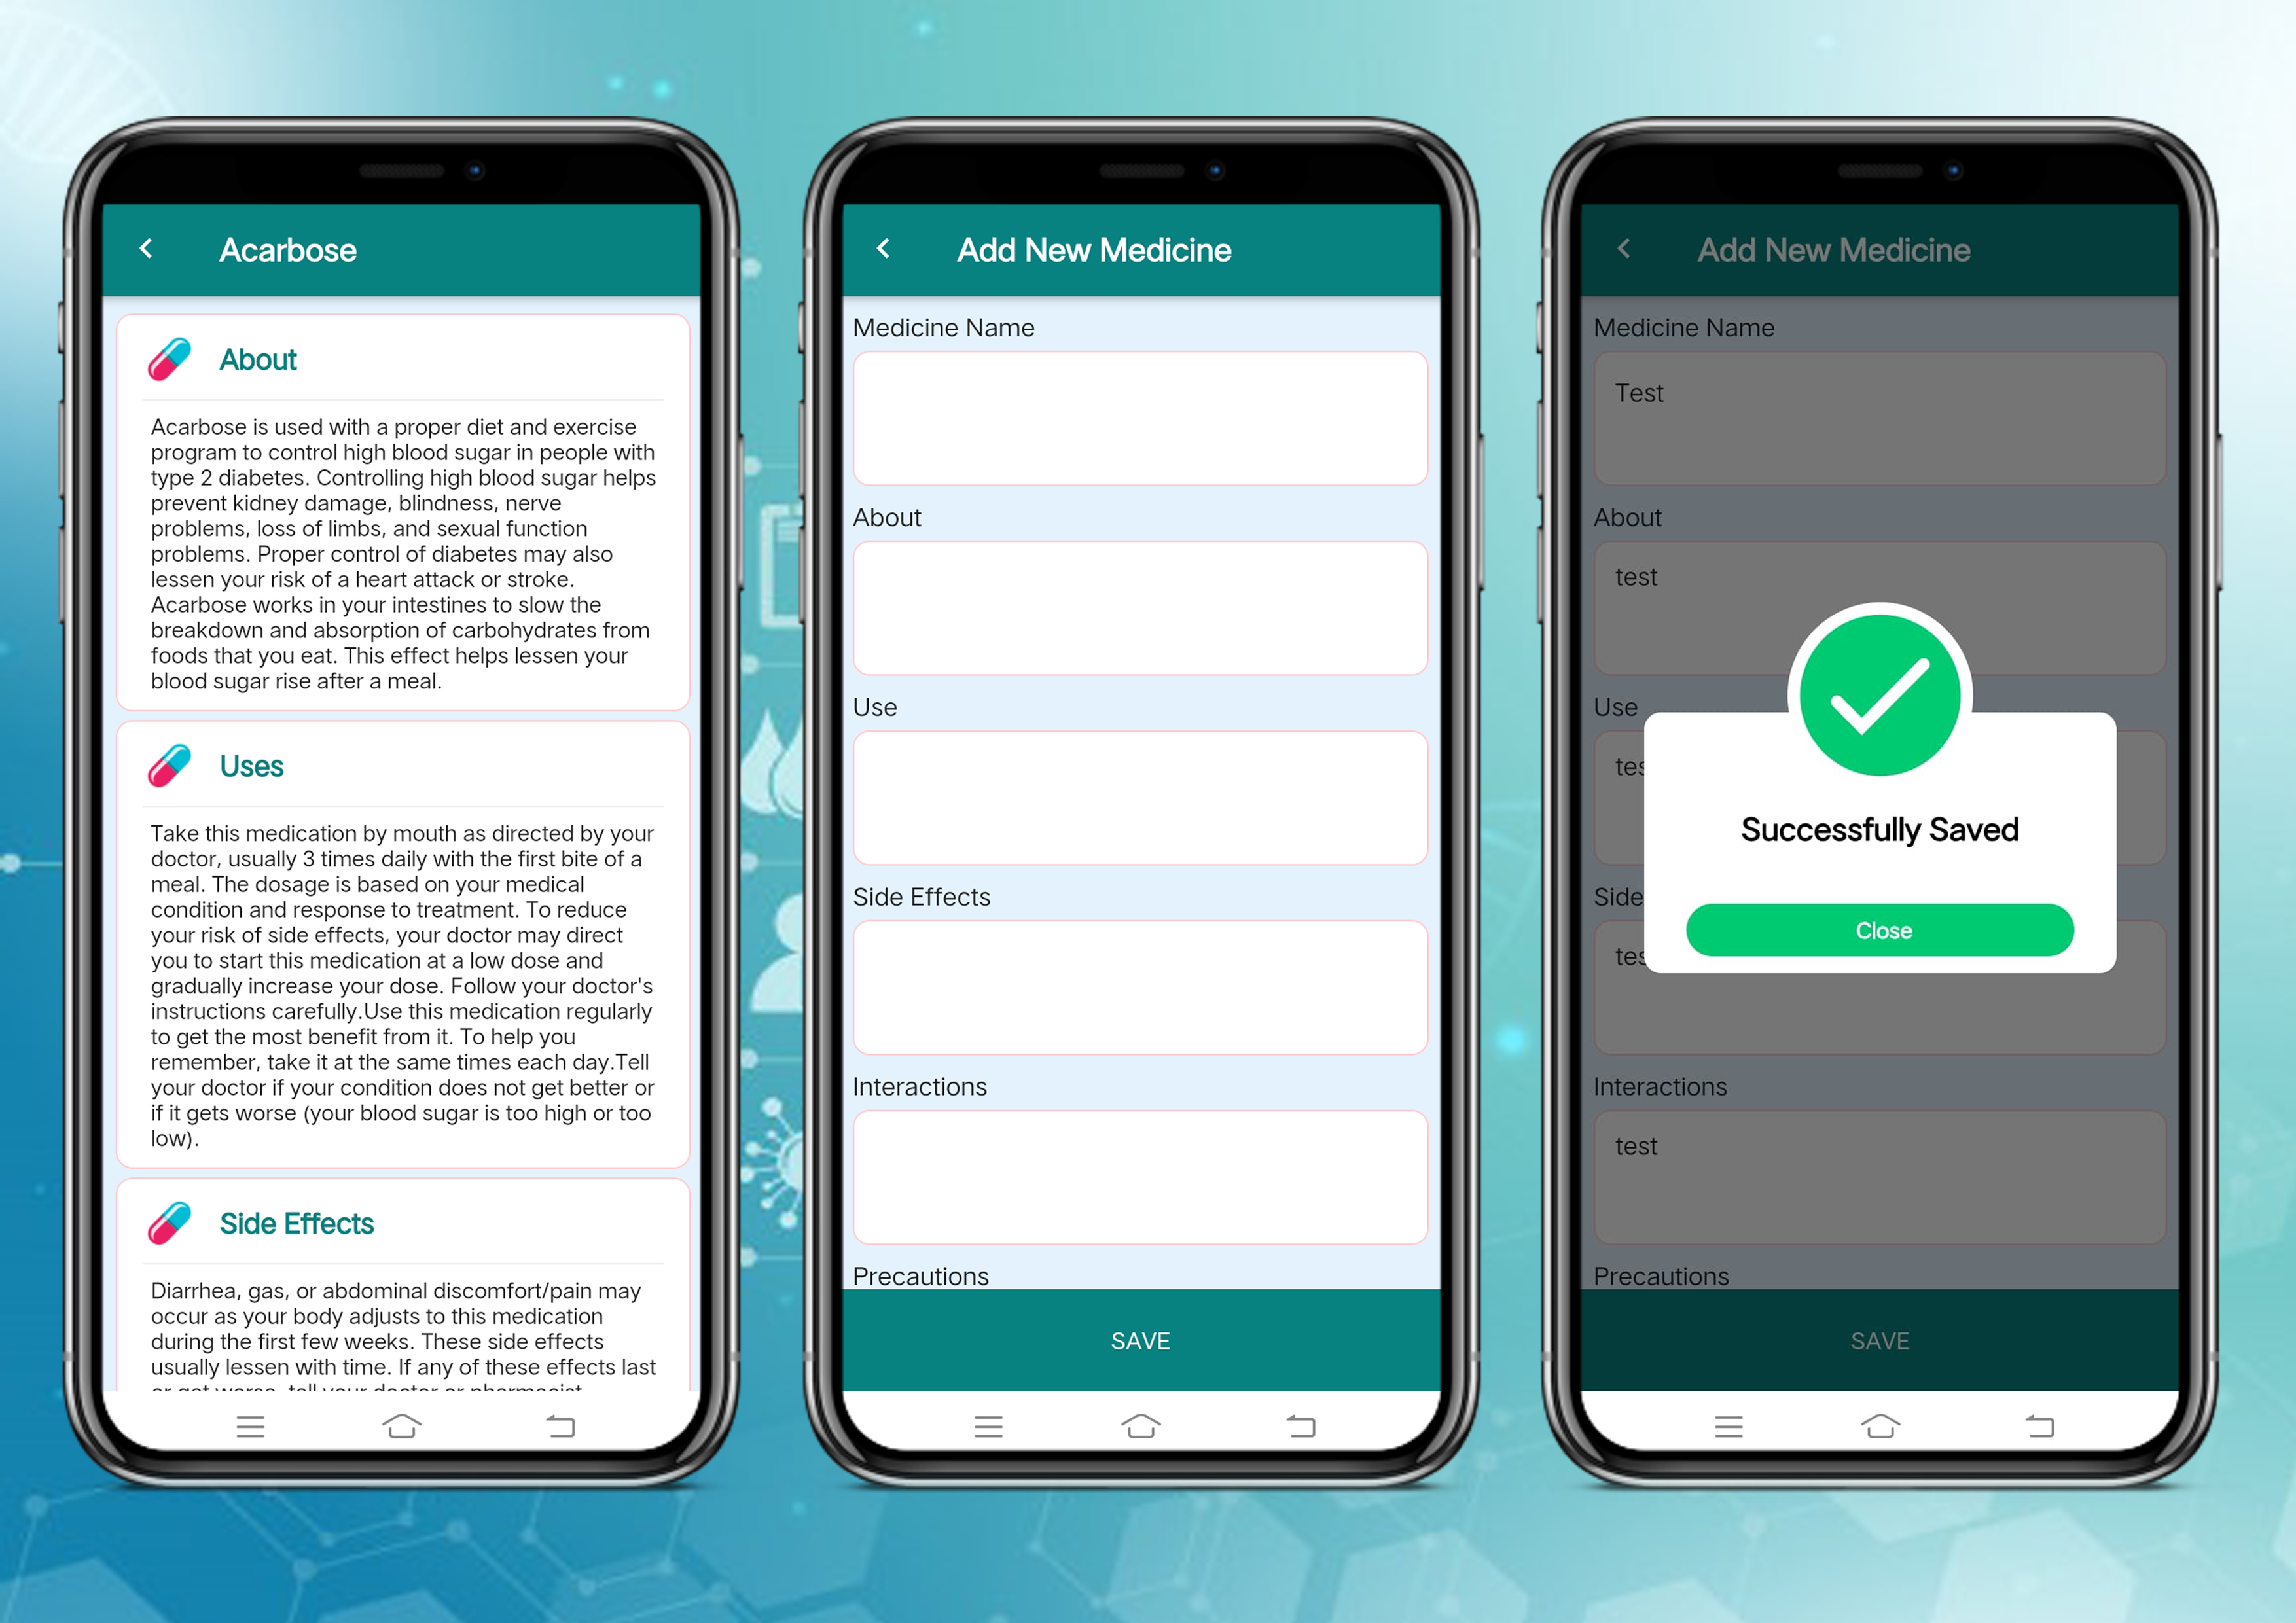 Acarbose
About
Acarbose is used with a proper diet and exercise
program to control high blood sugar in people with
type 2 diabetes. Controlling high blood sugar helps
prevent kidney damage, blindness, nerve
problems, loss of limbs, and sexual function
problems. Proper control of diabetes may also
lessen your risk of a heart attack or stroke.
Acarbose works in your intestines to slow the
breakdown and absorption of carbohydrates from
foods that you eat. This effect helps lessen your
blood sugar rise after a meal.
Uses
Take this medication by mouth as directed by your
doctor, usually 3 times daily with the first bite of a
meal. The dosage is based on your medical
condition and response to treatment. To reduce
your risk of side effects, your doctor may direct
you to start this medication at a low dose and
gradually increase your dose. Follow your doctor's
instructions carefully.Use this medication regularly
to get the most benefit from it. To help you
remember, take it at the same times each day.Tell
your doctor if your condition does not get better or
if it gets worse (your blood sugar is too high or too
low).
Side Effects
Diarrhea, gas, or abdominal discomfort/pain may
occur as your body adjusts to this medication
during the first few weeks. These side effects
usually lessen with time. If any of these effects last
or get worse, tell your doctor or pharmacist
Add New Medicine
Medicine Name
About
Use
Side Effects
Interactions
Precautions
SAVE
Add New Medicine
Medicine Name
Test
About
test
Use
tes
Side
tes
Successfully Saved
Close
Interactions
test
Precautions
SAVE